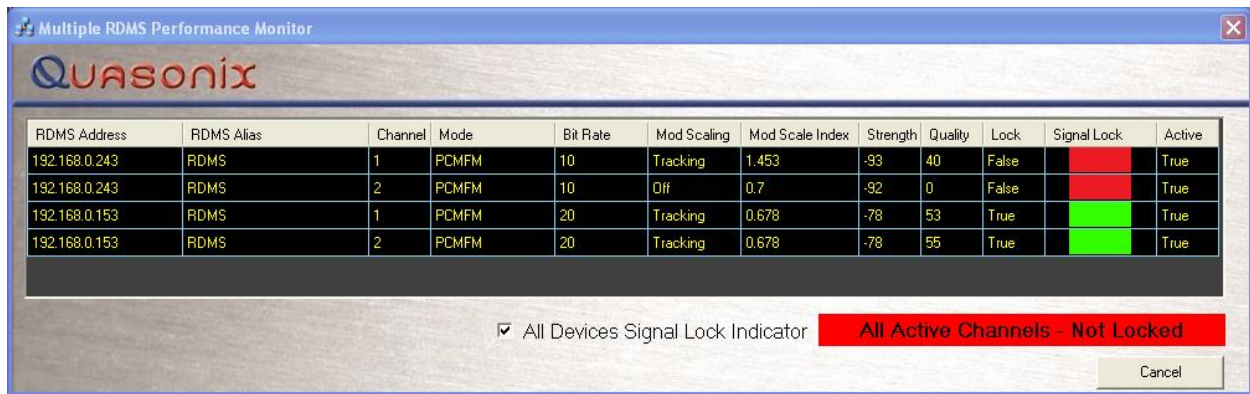 Multiple RDMS Performance Monitor
Quasonix
RDMS Address RDMS Alias Channel Mode Bit Rate Mod Scaling Mod Scale Index Strength Quality Lock Signal Lock Active
192.168.0.243 RDMS 1 PCMFM 10 Tracking 1.453 -93 40 False True
192.168.0.243 RDMS 2 PCMFM 10 Off 0.7 -92 0 False True
192.168.0.153 RDMS 1 PCMFM 20 Tracking 0.678 -78 53 True True
192.168.0.153 RDMS 2 PCMFM 20 Tracking 0.678 -78 55 True True
All Devices Signal Lock Indicator All Active Channels - Not Locked
Cancel